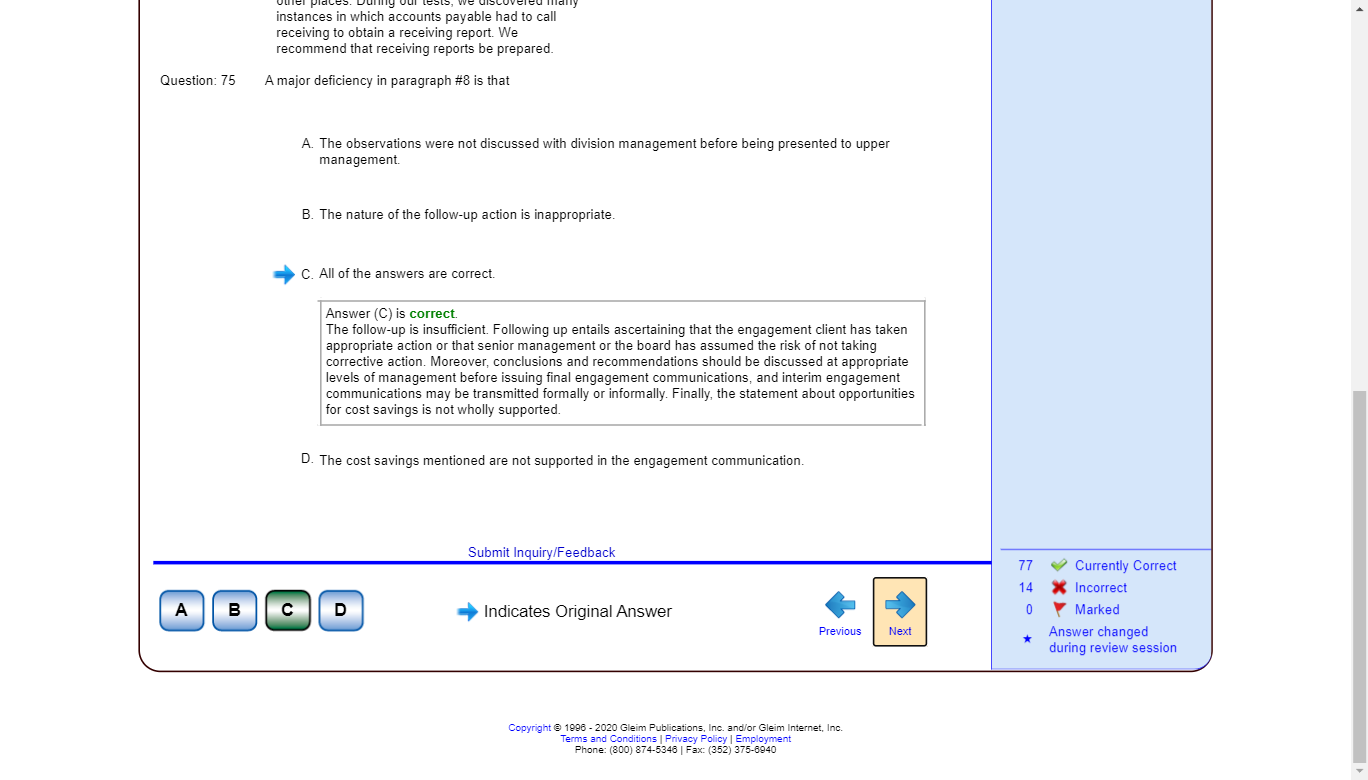 other places. During our tests, we discovered many
instances in which accounts payable had to call
receiving to obtain a receiving report. We
recommend that receiving reports be prepared.
Question: 75 A major deficiency in paragraph #8 is that
A. The observations were not discussed with division management before being presented to upper
management.
B. The nature of the follow-up action is inappropriate.
C. All of the answers are correct.
Answer (C) is correct.
The follow-up is insufficient. Following up entails ascertaining that the engagement client has taken
appropriate action or that senior management or the board has assumed the risk of not taking
corrective action. Moreover, conclusions and recommendations should be discussed at appropriate
levels of management before issuing final engagement communications, and interim engagement
communications may be transmitted formally or informally. Finally, the statement about opportunities
for cost savings is not wholly supported.
D. The cost savings mentioned are not supported in the engagement communication.
Submit Inquiry/Feedback
A B C D
Indicates Original Answer
Previous Next
77 Currently Correct
14 Incorrect
0 Marked
Answer changed
during review session
Copyright © 1996 - 2020 Gleim Publications, Inc. and/or Gleim Internet, Inc.
Terms and Conditions | Privacy Policy | Employment
Phone: (800) 874-5346 | Fax: (352) 375-6940